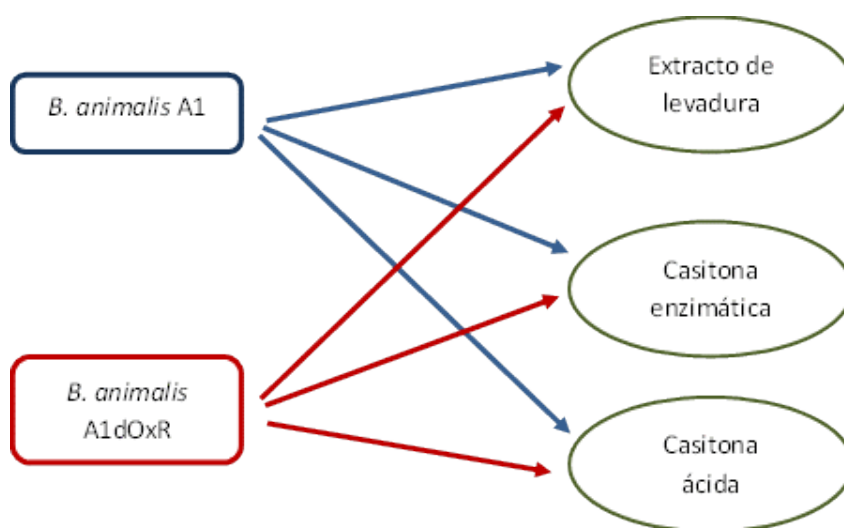 B. animalis A1
Extracto de
levadura
Casitona
enzimática
B. animalis
A1dOxR
Casitona
ácida